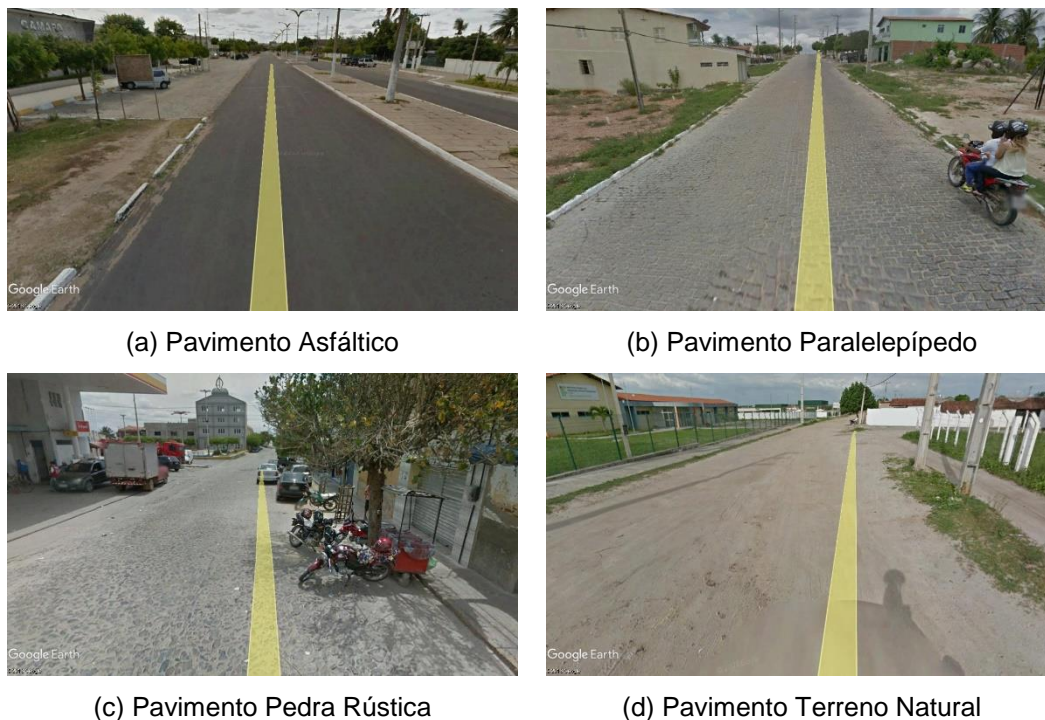 Google Earth
(a) Pavimento Asfáltico
Google Earth
(b) Pavimento Paralelepípedo
Google Earth
(c) Pavimento Pedra Rústica
Google Earth
(d) Pavimento Terreno Natural